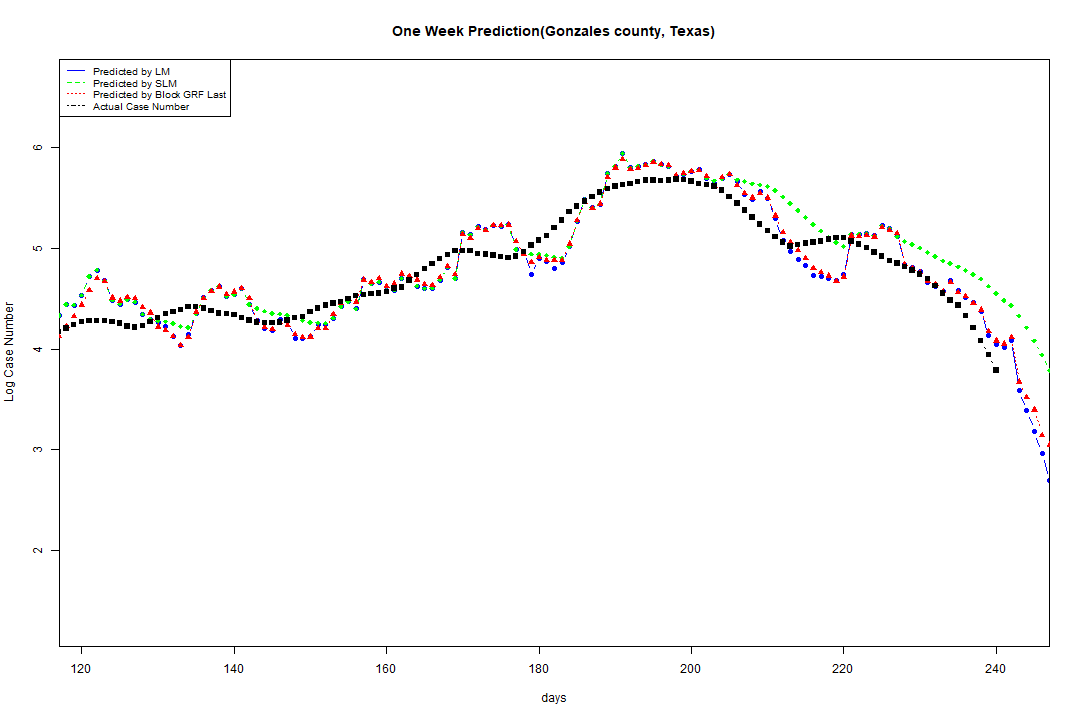 One Week Prediction(Gonzales county, Texas)
Predicted by LM
Predicted by SLM
Predicted by Block GRF Last
Actual Case Number
6
5
4
3
2
Log Case Number
120 140 160 180 200 220 240
days